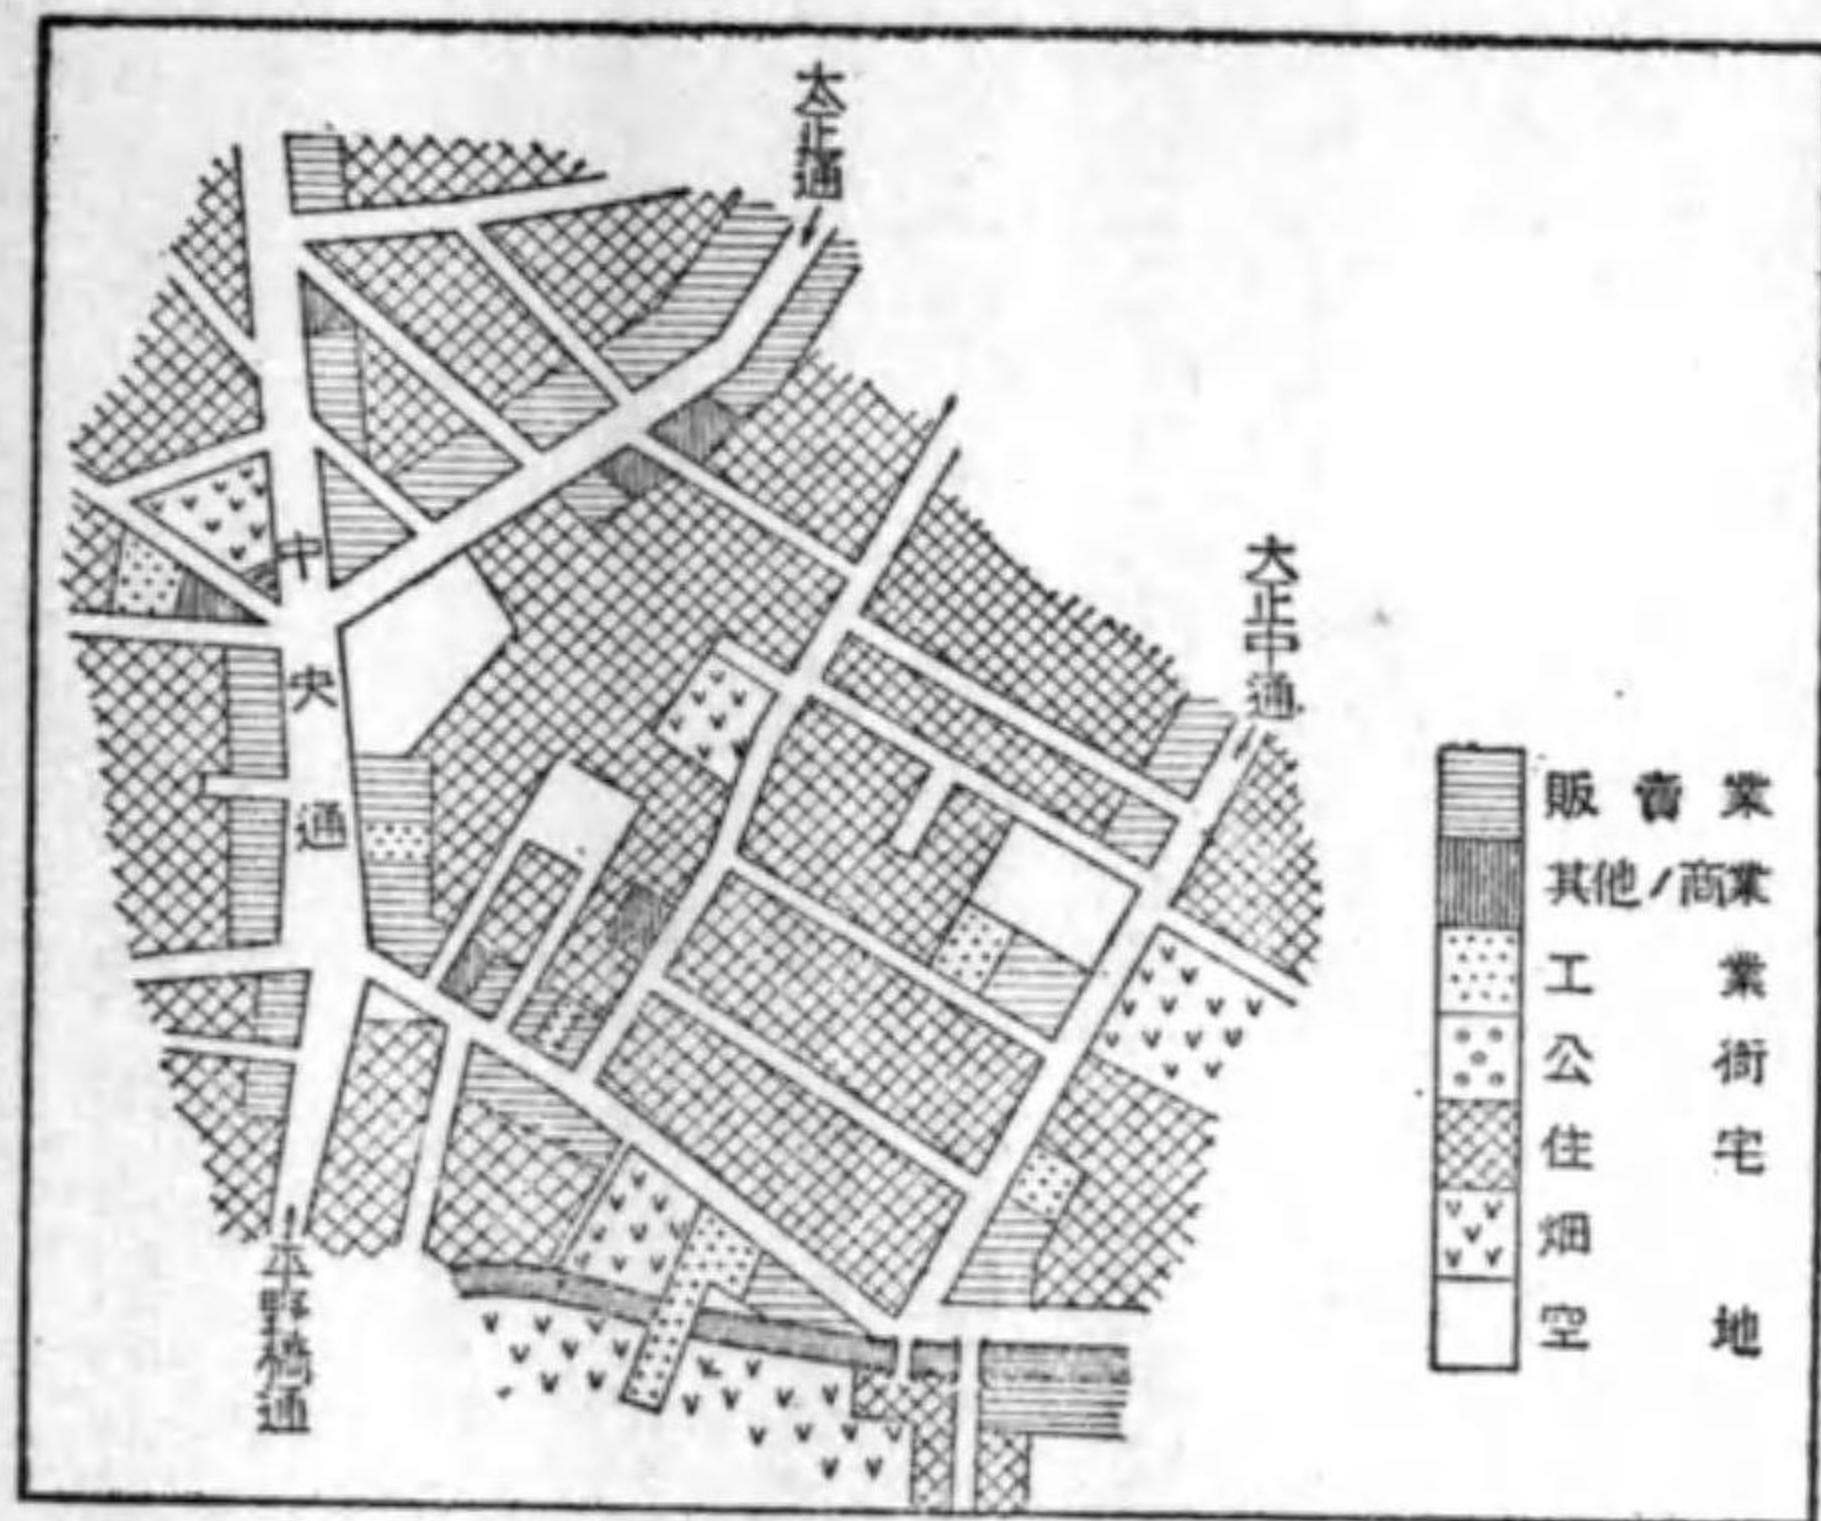 大正通
大正中通
中央通
平野橋通
販賣業
其他ノ商業
工業
公衙
住宅
畑
空地